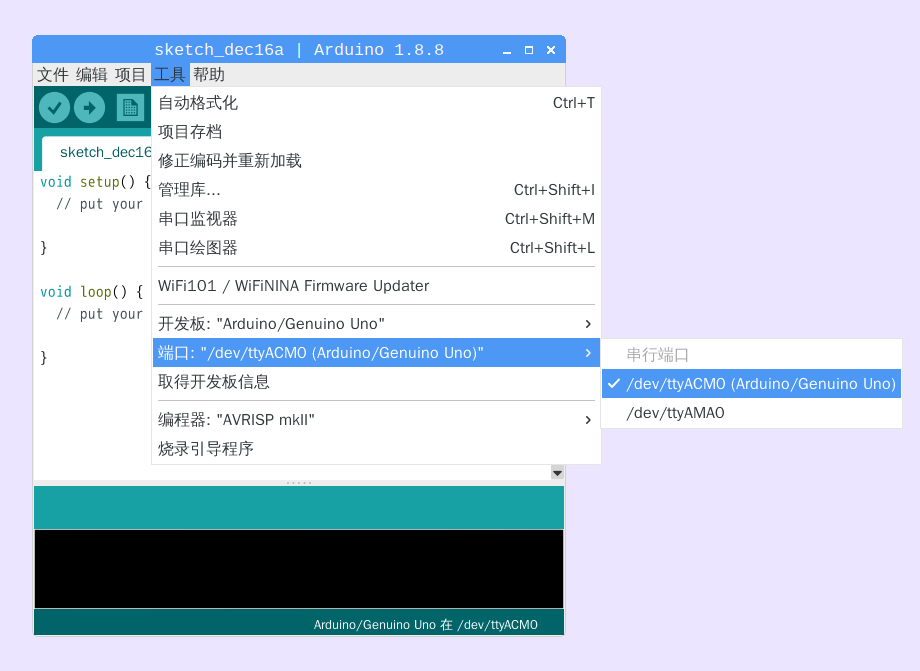 sketch_dec16a | Arduino 1.8.8
文件 编辑 项目 工具 帮助
自动格式化 Ctrl+T
项目存档
修正编码并重新加载
管理库... Ctrl+Shift+I
串口监视器 Ctrl+Shift+M
串口绘图器 Ctrl+Shift+L
WiFi101 / WiFiNINA Firmware Updater
开发板: "Arduino/Genuino Uno"
端口: "/dev/ttyACM0 (Arduino/Genuino Uno)"
取得开发板信息
编程器: "AVRISP mkII"
烧录引导程序
串行端口
/dev/ttyACM0 (Arduino/Genuino Uno)
/dev/ttyAMA0
sketch_dec16
void setup() {
// put your
}
void loop() {
// put your
}
Arduino/Genuino Uno 在 /dev/ttyACM0